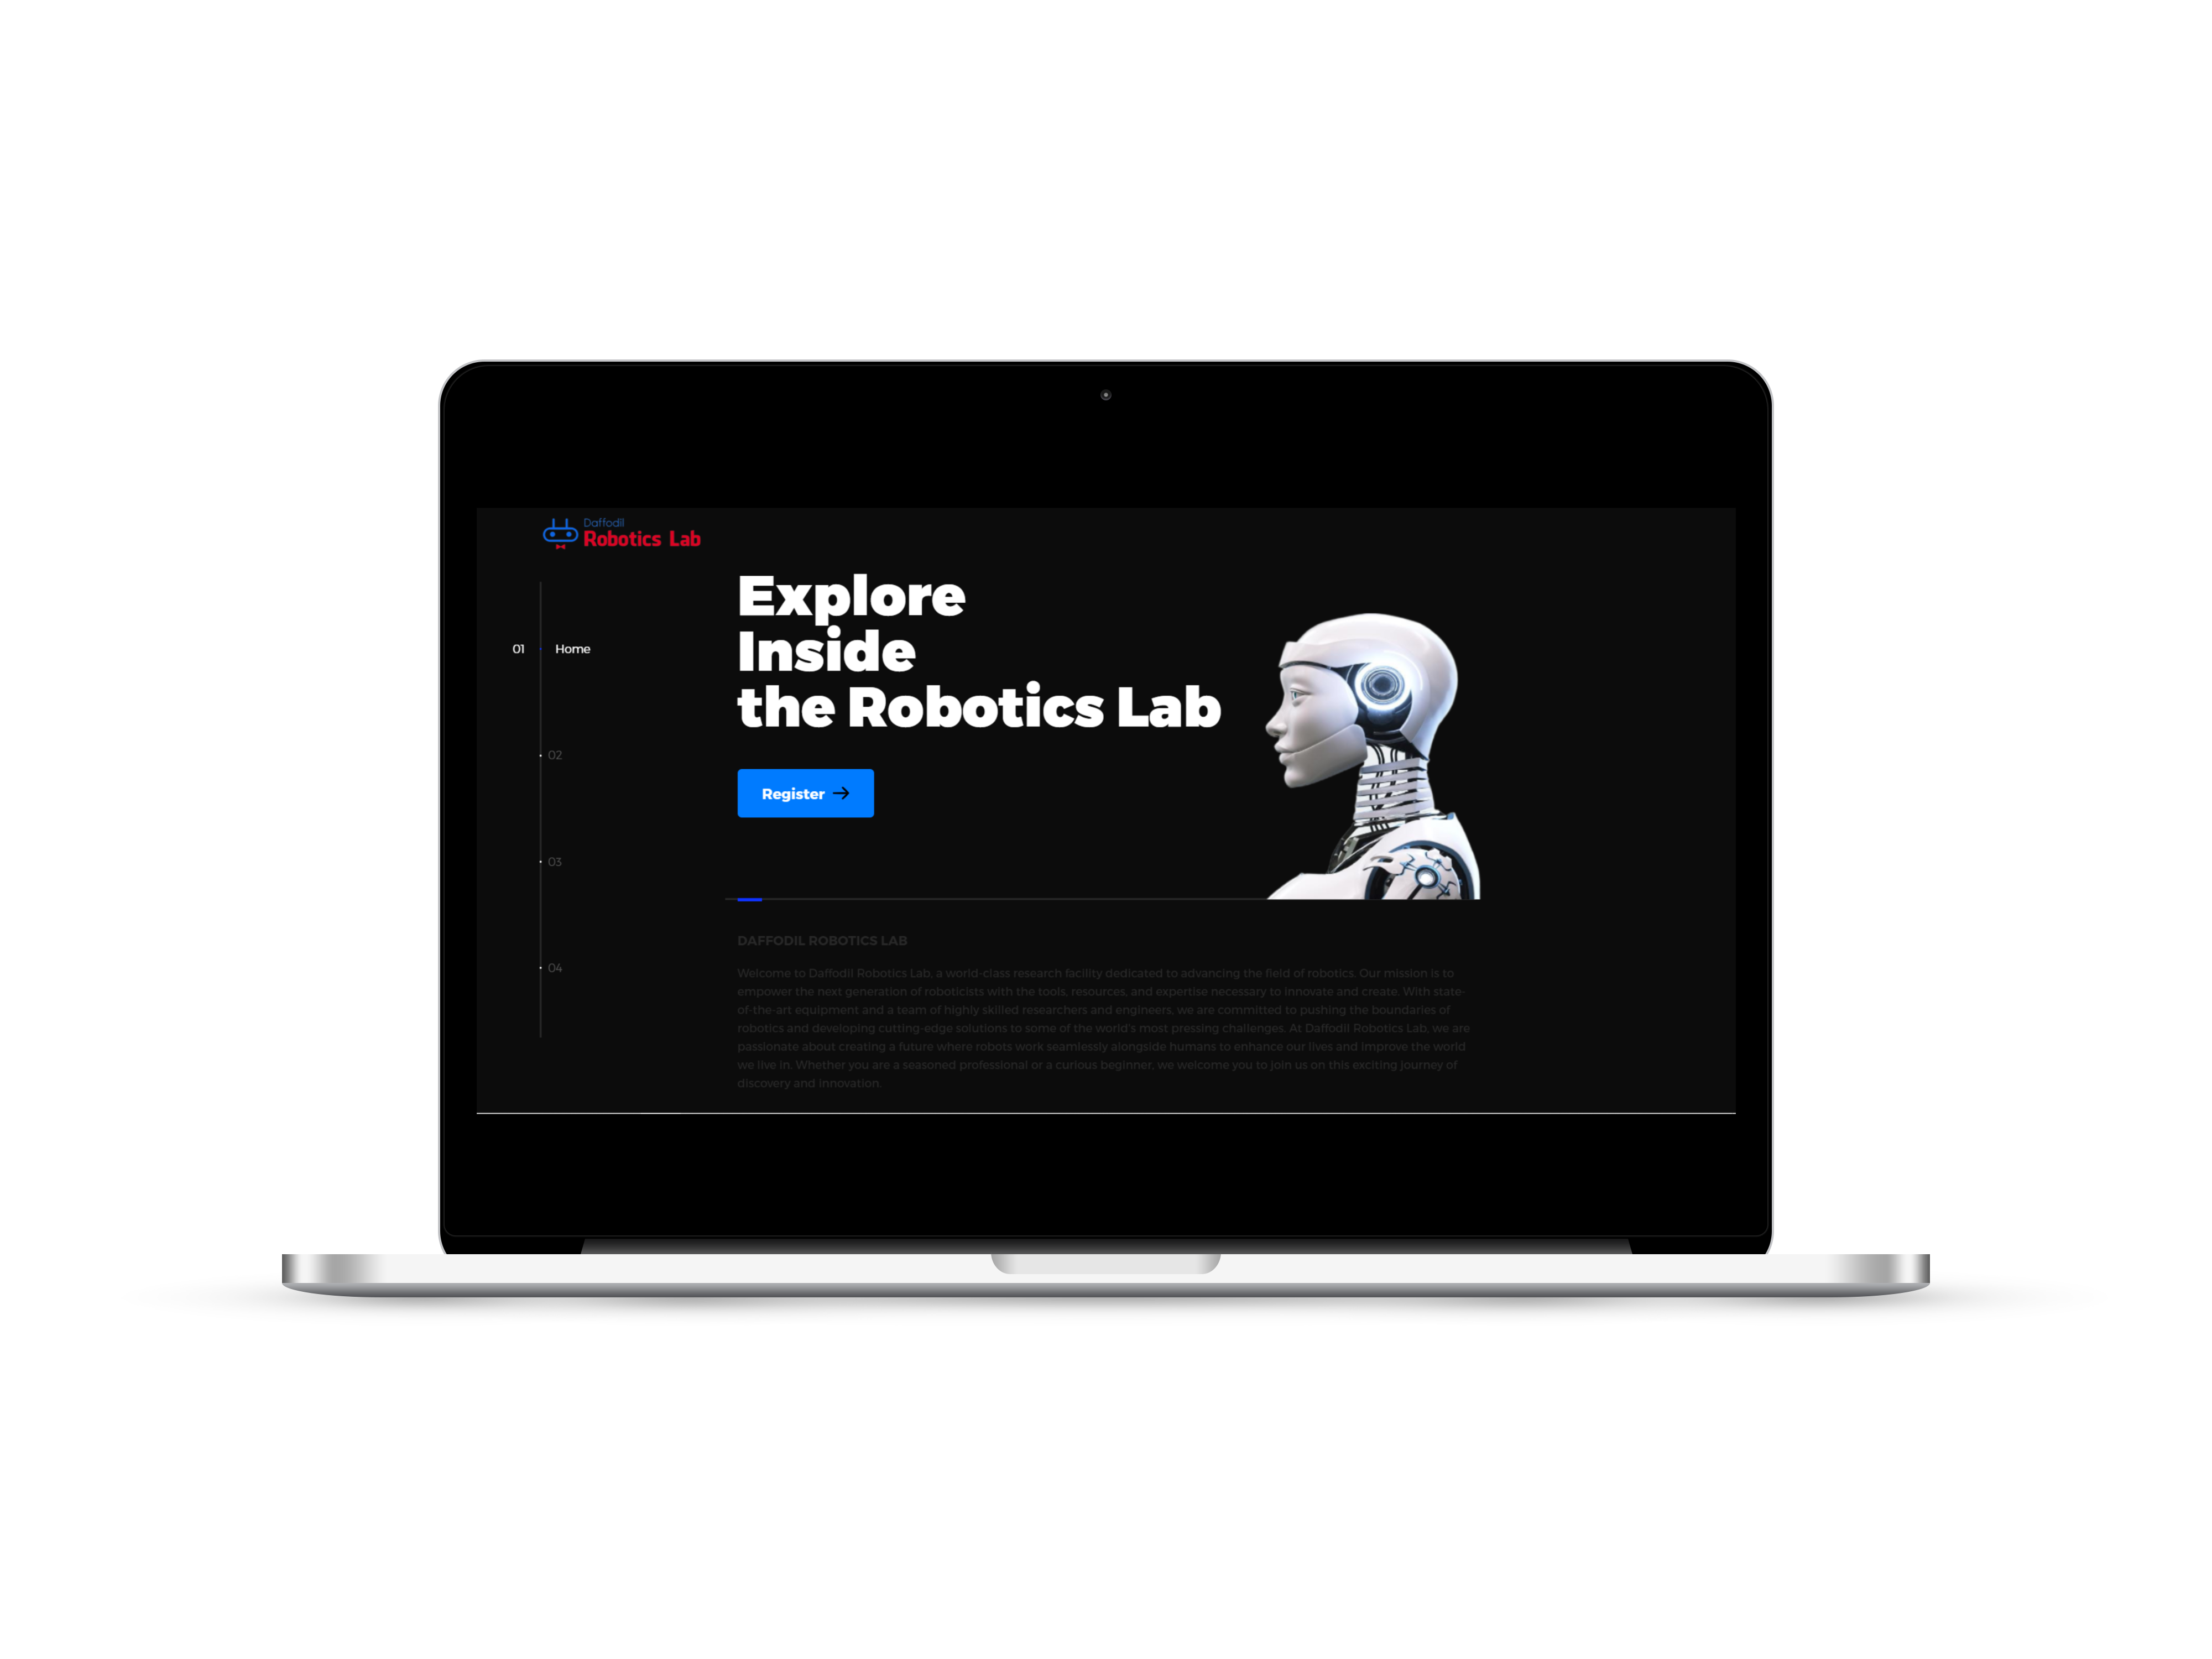 Daffodil
Robotics Lab
Explore
Inside
the Robotics Lab
01 Home
02
Register
03
DAFFODIL ROBOTICS LAB
04
Welcome to Daffodil Robotics Lab, a world-class research facility dedicated to advancing the field of robotics. Our mission is to
empower the next generation of roboticists with the tools, resources, and expertise necessary to innovate and create. With state-
of-the-art equipment and a team of highly skilled researchers and engineers, we are committed to pushing the boundaries of
robotics and developing cutting-edge solutions to some of the world's most pressing challenges. At Daffodil Robotics Lab, we are
passionate about creating a future where robots work seamlessly alongside humans to enhance our lives and improve the world
we live in. Whether you are a seasoned professional or a curious beginner, we welcome you to join us on this exciting journey of
discovery and innovation.